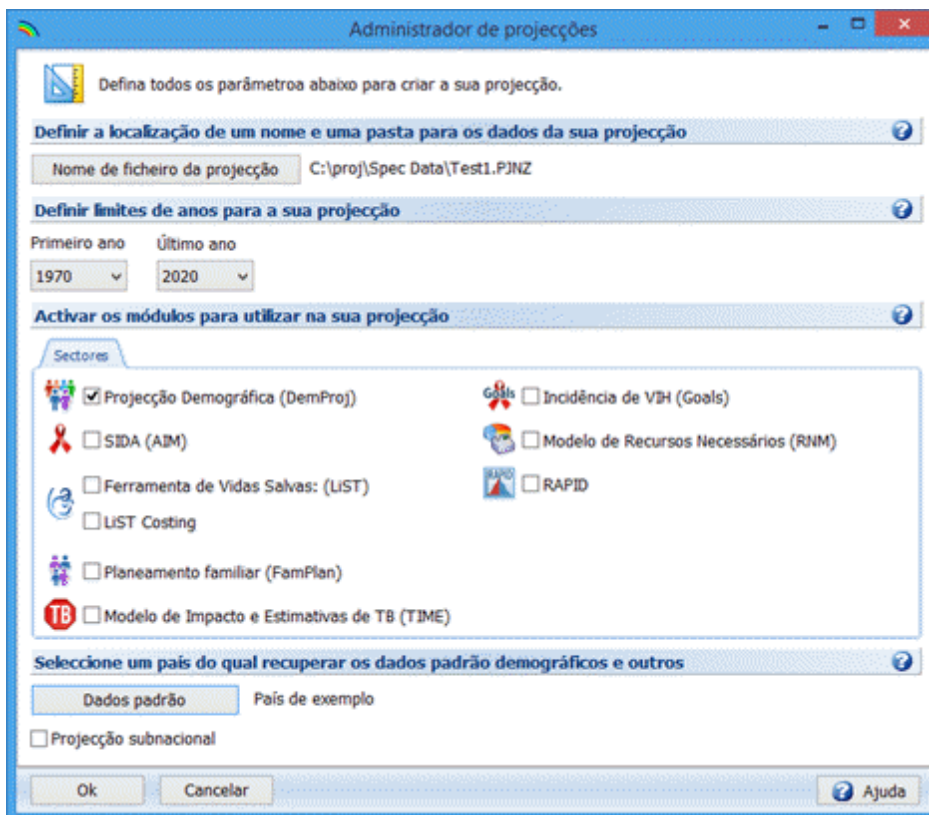 Administrador de projecções
Defina todos os parâmetroa abaixo para criar a sua projecção.
Definir a localização de um nome e uma pasta para os dados da sua projecção
Nome de ficheiro da projecção C:\proj\Spec Data\Test1.PJNZ
Definir limites de anos para a sua projecção
Primeiro ano Último ano
1970 2020
Activar os módulos para utilizar na sua projecção
Sectores
Projecção Demográfica (DemProj) Goals Incidência de VIH (Goals)
SIDA (AIM) Modelo de Recursos Necessários (RNM)
Ferramenta de Vidas Salvas: (LiST) RAPID RAPID
LiST Costing
Planeamento familiar (FamPlan)
TB Modelo de Impacto e Estimativas de TB (TIME)
Seleccione um país do qual recuperar os dados padrão demográficos e outros
Dados padrão País de exemplo
Projecção subnacional
Ok Cancelar Ajuda